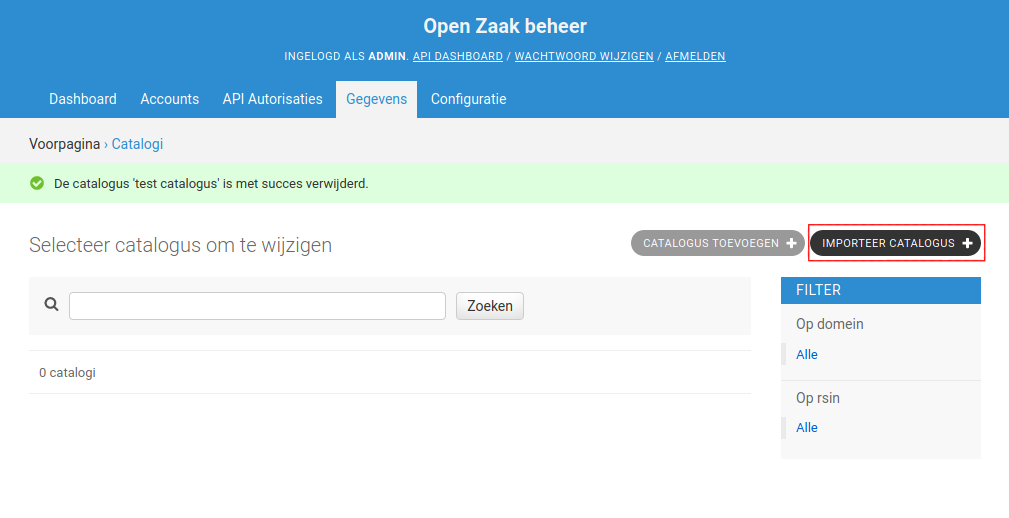 Open Zaak beheer
INGELOGD ALS ADMIN. API DASHBOARD / WACHTWOORD WIJZIGEN / AFMELDEN
Dashboard Accounts API Autorisaties Gegevens Configuratie
Voorpagina › Catalogi
De catalogus 'test catalogus' is met succes verwijderd.
Selecteer catalogus om te wijzigen
CATALOGUS TOEVOEGEN
IMPORTEER CATALOGUS
Zoeken
0 catalogi
FILTER
Op domein
Alle
Op rsin
Alle